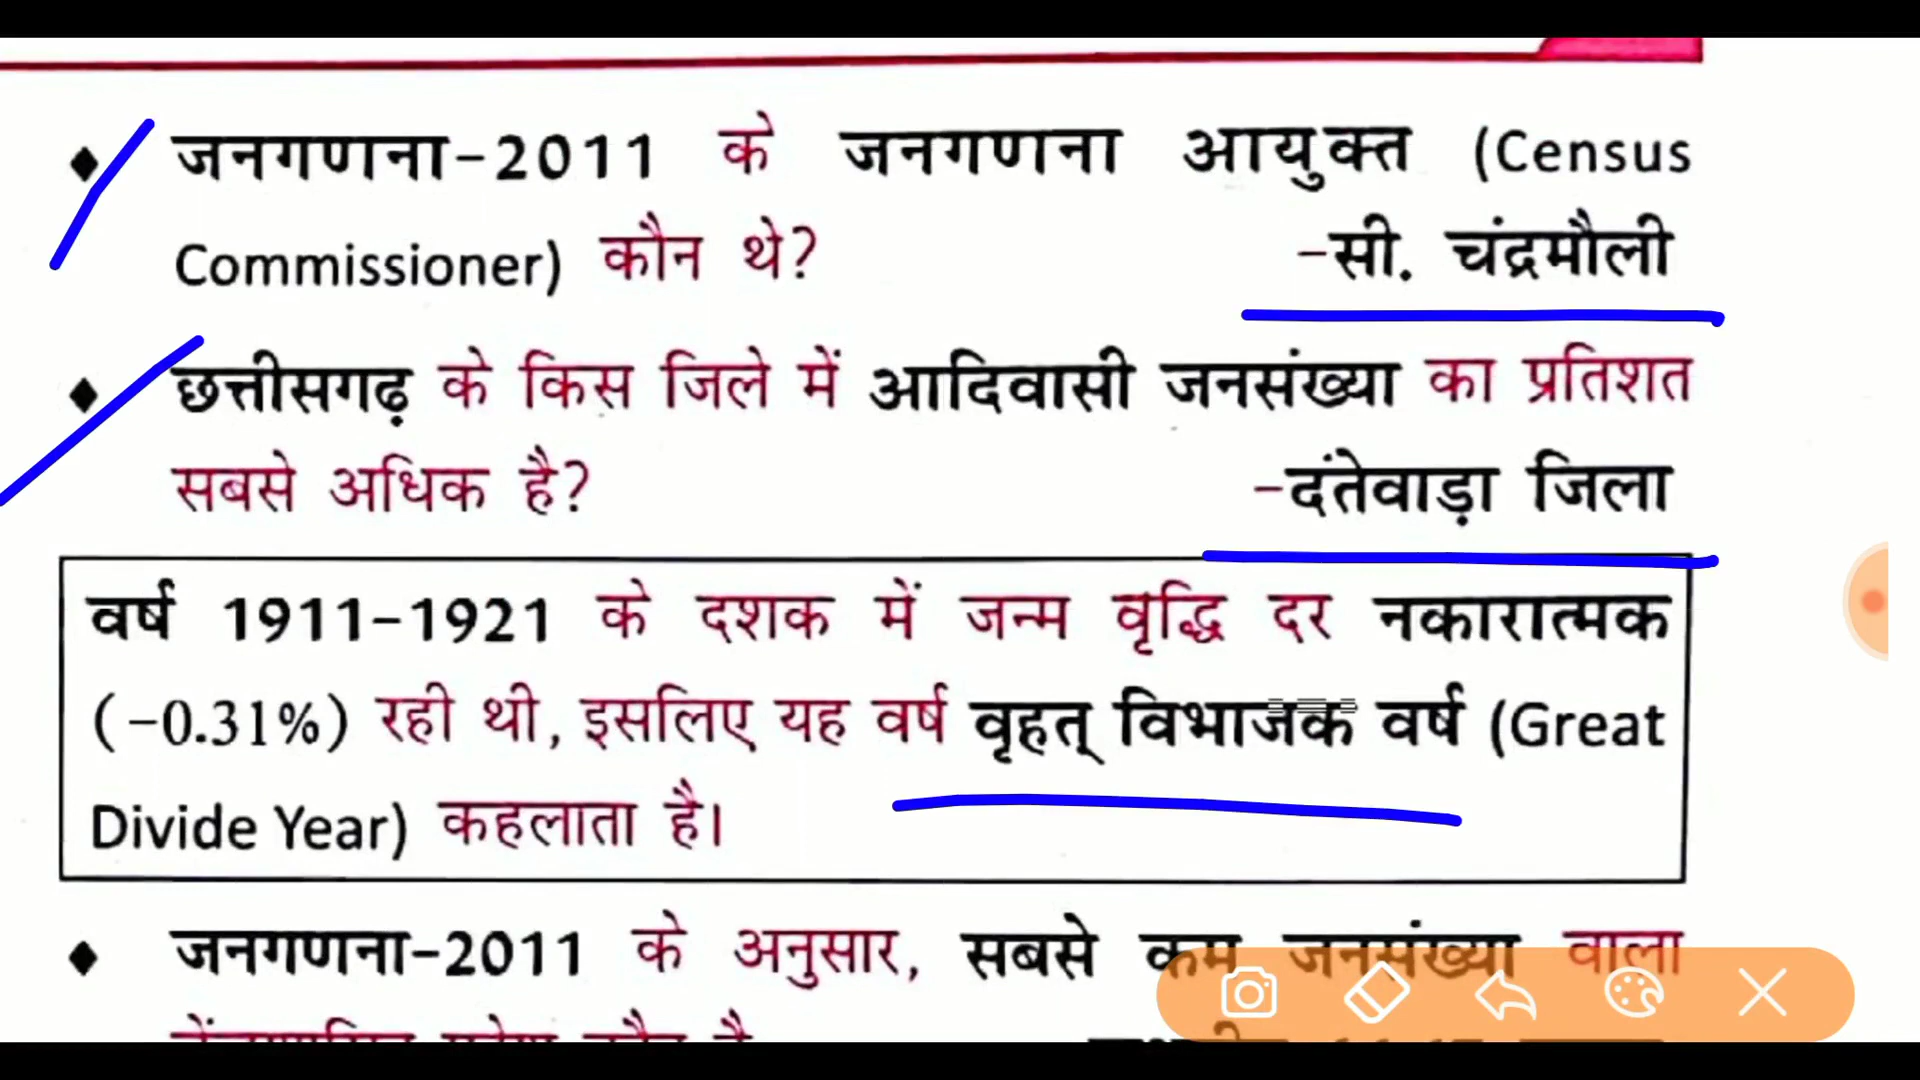 ♦ जनगणना-2011 के जनगणना आयुक्त (Census
Commissioner) कौन थे? -सी. चंद्रमौली
♦ छत्तीसगढ़ के किस जिले में आदिवासी जनसंख्या का प्रतिशत
सबसे अधिक है? -दंतेवाड़ा जिला
वर्ष 1911-1921 के दशक में जन्म वृद्धि दर नकारात्मक
(-0.31%) रही थी, इसलिए यह वर्ष वृहत् विभाजक वर्ष (Great
Divide Year) कहलाता है।
♦ जनगणना-2011 के अनुसार, सबसे कम जनसंख्या वाला